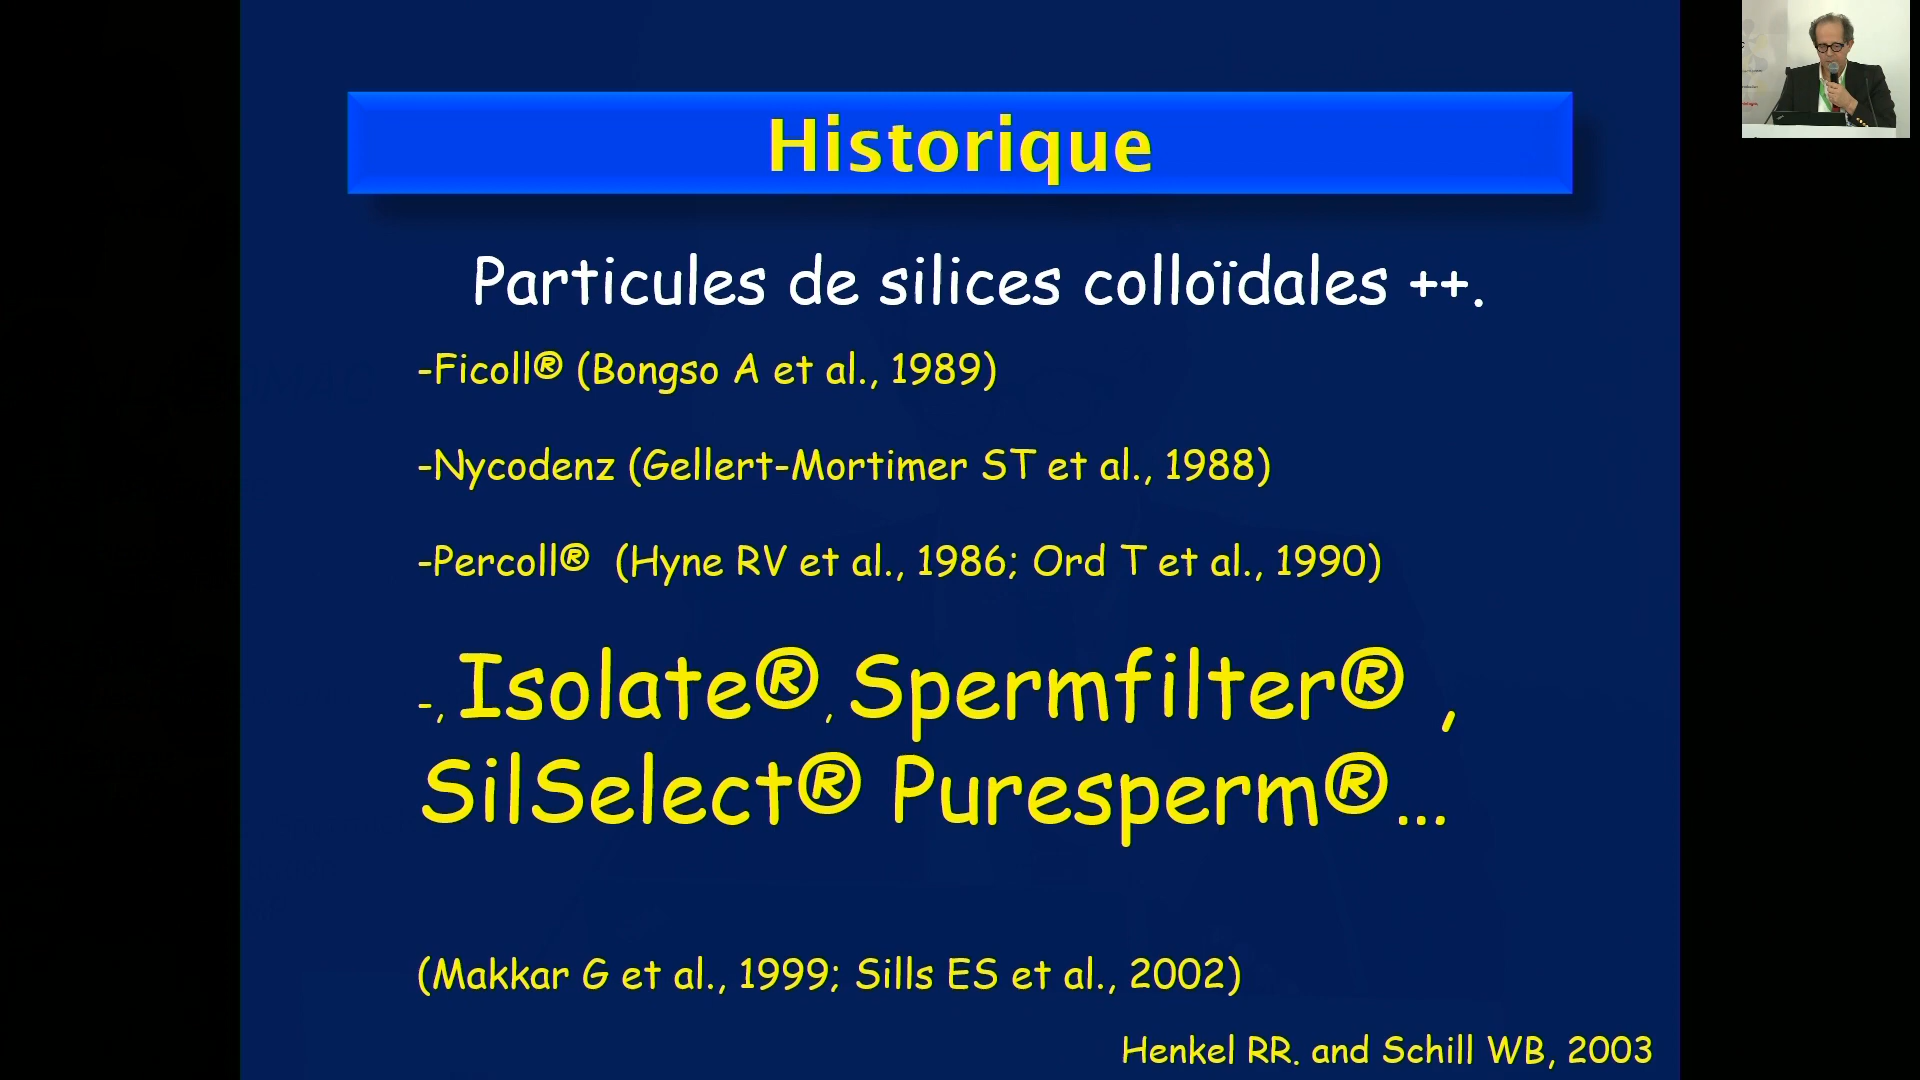 Historique
Particules de silices colloïdales ++.
-Ficoll® (Bongso A et al., 1989)
-Nycodenz (Gellert-Mortimer ST et al., 1988)
-Percoll® (Hyne RV et al., 1986; Ord T et al., 1990)
-, Isolate®, Spermfilter® ,
SilSelect® Puresperm®...
(Makkar G et al., 1999; Sills ES et al., 2002)
Henkel RR. and Schill WB, 2003